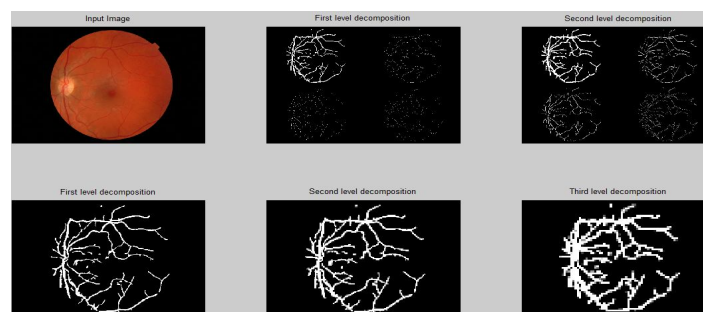 Input Image
First level decomposition
Second level decomposition
First level decomposition
Second level decomposition
Third level decomposition